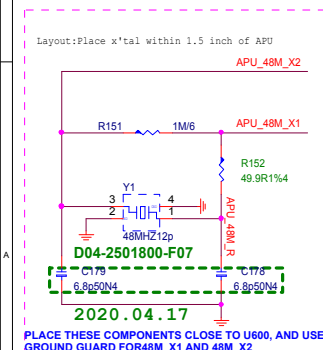 Layout:Place x'tal within 1.5 inch of APU
APU_48M_X2
R151
1M/6
APU_48M_X1
R152
49.9R1%4
Y1
3
4
2
1
48MHZ12p
APU_48M_R
D04-2501800-F07
A
C179
C178
6.8p50N4
6.8p50N4
2020.04.17
PLACE THESE COMPONENTS CLOSE TO U600, AND USE
GROUND GUARD FOR48M_X1 AND 48M_X2